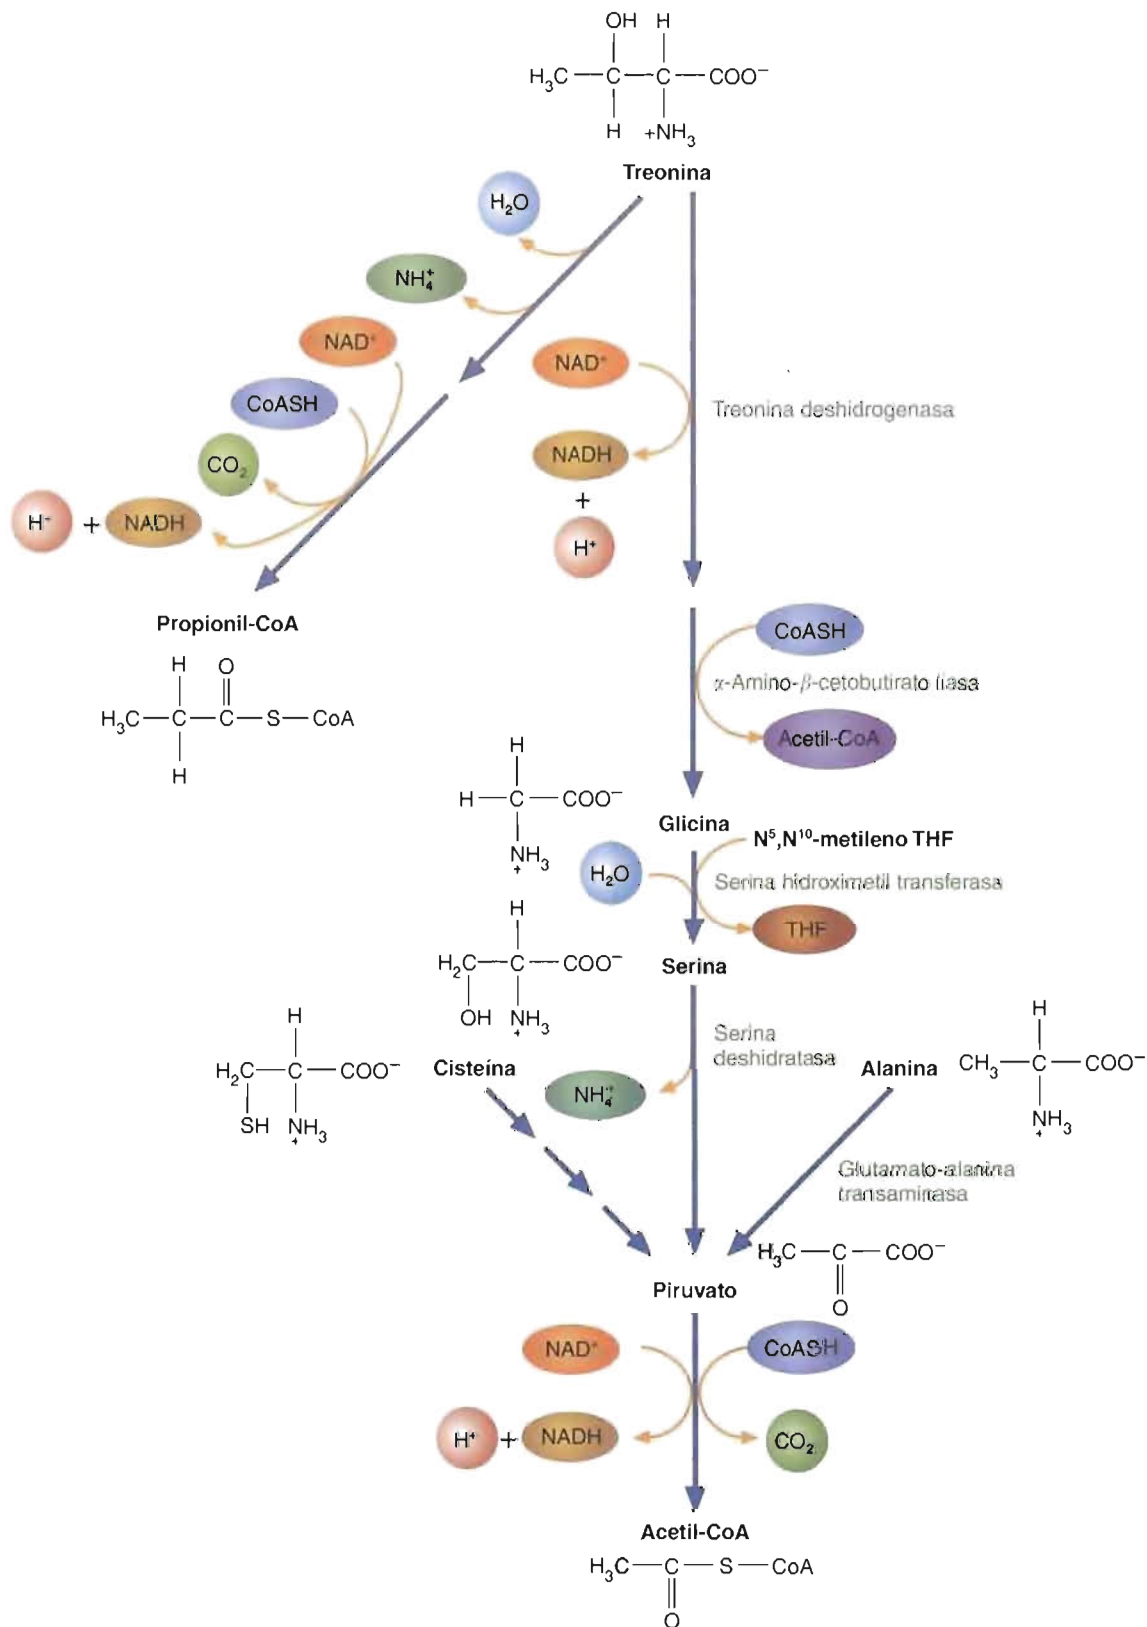 OH H
H₃C—C—C—COO⁻
H +NH₃
Treonina
H₂O
NH₄⁺
NAD⁺
CoASH
CO₂
H⁺ + NADH
Propionil-CoA
H O
H₃C—C—C—S—CoA
H
NAD⁺
Treonina deshidrogenasa
NADH
+
H⁺
CoASH
α-Amino-β-cetobutirato liasa
Acetil-CoA
H
H—C—COO⁻
NH₃
+
Glicina
N⁵,N¹⁰-metileno THF
H₂O
Serina hidroximetil transferasa
THF
H
H₂C—C—COO⁻
OH NH₃
+
Serina
Serina
deshidratasa
NH₄⁺
H
H₂C—C—COO⁻
SH NH₃
+
Cisteína
Alanina
H
CH₃—C—COO⁻
NH₃
+
Glutamato-alanina
transaminasa
Piruvato
H₃C—C—COO⁻
O
NAD⁺
CoASH
H⁺ + NADH
CO₂
Acetil-CoA
H₃C—C—S—CoA
O